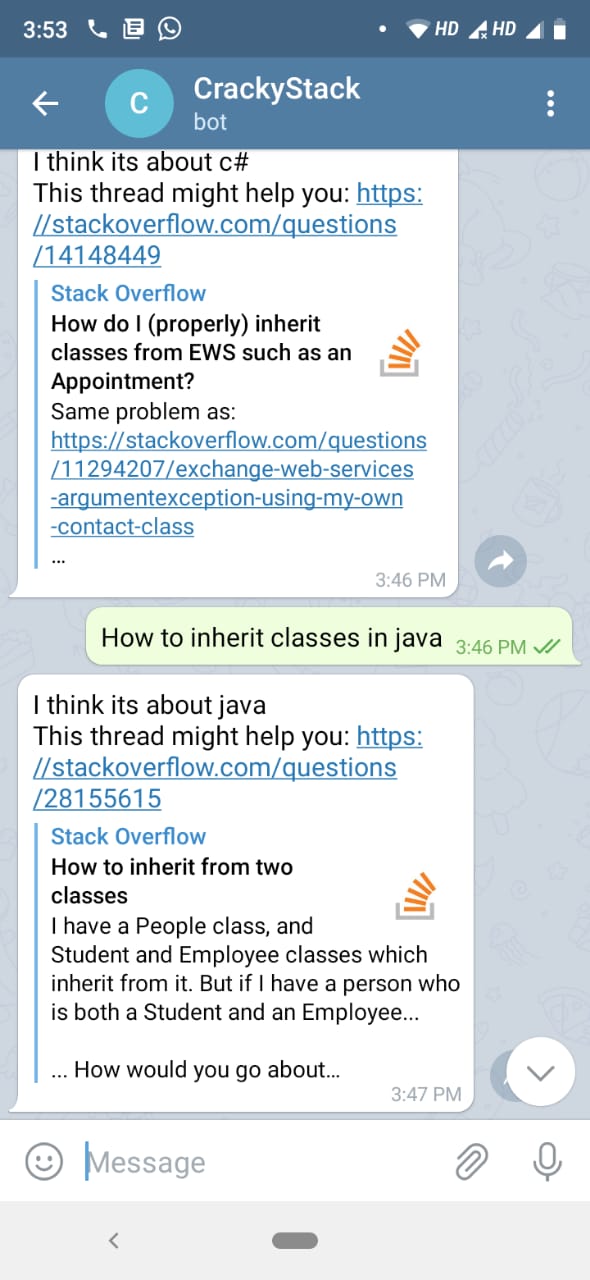 3:53
HD
HD
C
CrackyStack
bot
I think its about c#
This thread might help you: https:
//stackoverflow.com/questions
/14148449
Stack Overflow
How do I (properly) inherit
classes from EWS such as an
Appointment?
Same problem as:
https://stackoverflow.com/questions
/11294207/exchange-web-services
-argumentexception-using-my-own
-contact-class
...
3:46 PM
How to inherit classes in java
3:46 PM
I think its about java
This thread might help you: https:
//stackoverflow.com/questions
/28155615
Stack Overflow
How to inherit from two
classes
I have a People class, and
Student and Employee classes which
inherit from it. But if I have a person who
is both a Student and an Employee...
... How would you go about...
3:47 PM
Message